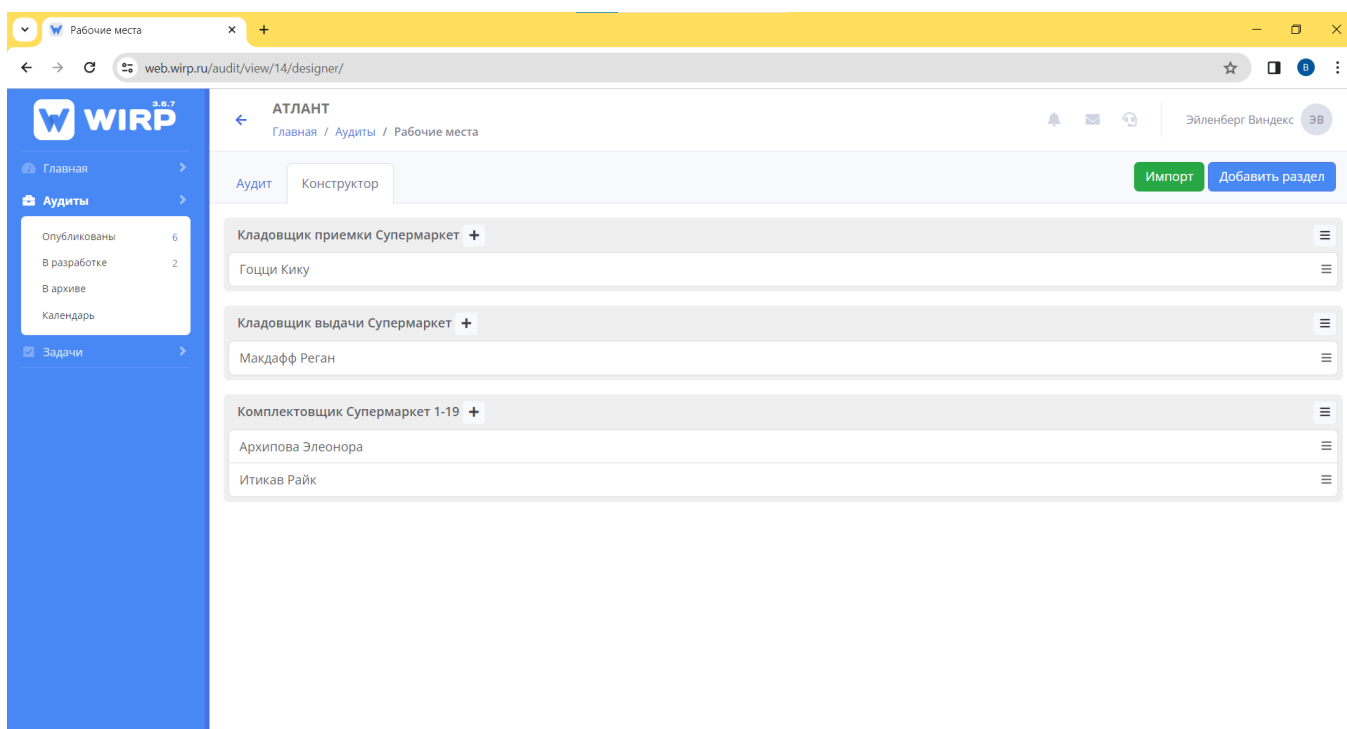 Рабочие места
web.wirp.ru/audit/view/14/designer/
B
3.6.7
WIRP
АТЛАНТ
Главная / Аудиты / Рабочие места
Эйленберг Виндекс ЭВ
Главная
Аудиты
Опубликованы 6
В разработке 2
В архиве
Календарь
Задачи
Аудит Конструктор Импорт Добавить раздел
Кладовщик приемки Супермаркет
Гоцци Кику
Кладовщик выдачи Супермаркет
Макдафф Реган
Комплектовщик Супермаркет 1-19
Архипова Элеонора
Итикав Райк